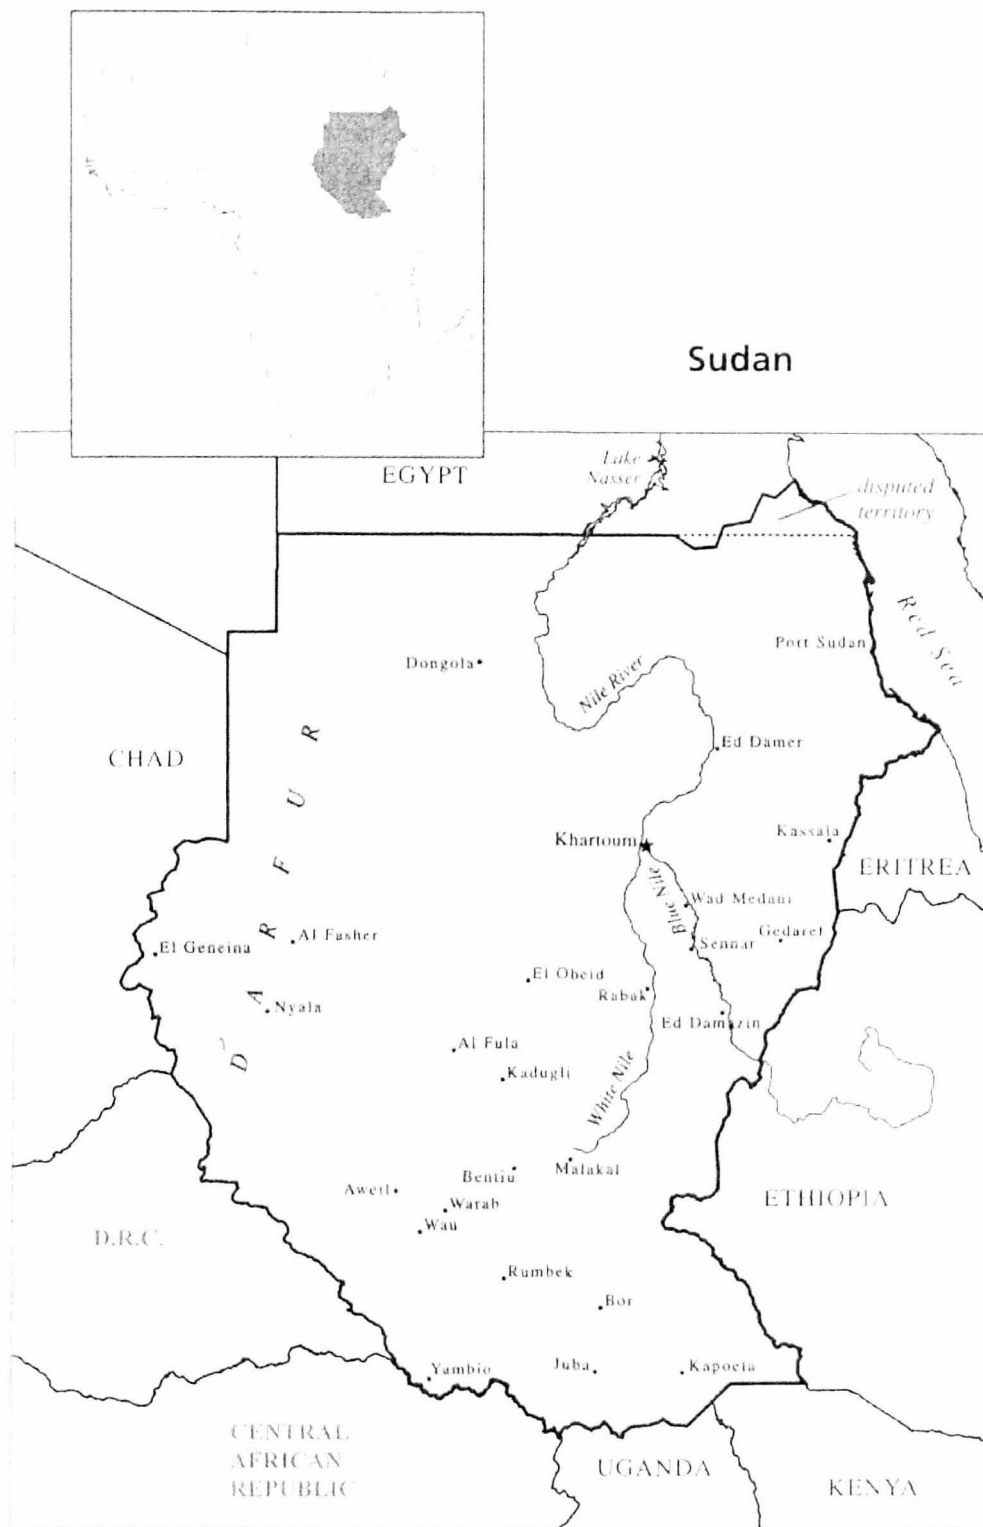 Sudan
Lake
Nasser
EGYPT
disputed
territory
Red Sea
Port Sudan
Dongola
Nile River
DARFUR
Ed Damer
CHAD
Khartoum
Kassala
ERITREA
Blue Nile
Wad Medani
Gedaref
Sennar
El Geneina
Al Fasher
El Obeid
Rabak
Nyala
Ed Damazin
Al Fula
Kadugli
White Nile
Malakal
Bentiu
Awetl
Warab
ETHIOPIA
Wau
D.R.C.
Rumbek
Bor
Yambio
Juba
Kapoeta
CENTRAL
AFRICAN
REPUBLIC
UGANDA
KENYA